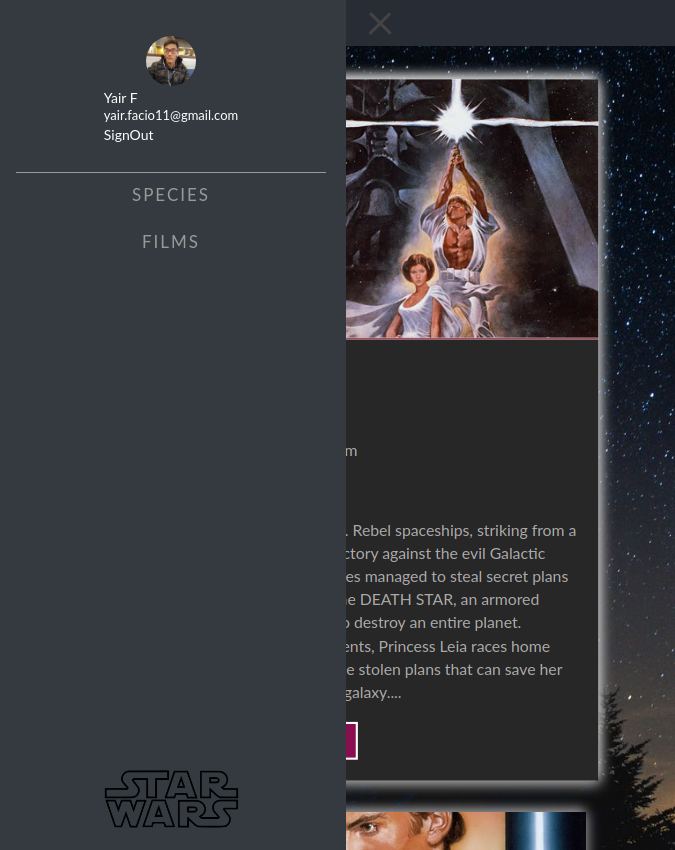 Yair F
yair.facio11@gmail.com
SignOut
SPECIES
FILMS
. Rebel spaceships, striking from a
ctory against the evil Galactic
es managed to steal secret plans
e DEATH STAR, an armored
destroy an entire planet.
ents, Princess Leia races home
e stolen plans that can save her
galaxy....
STAR
WARS